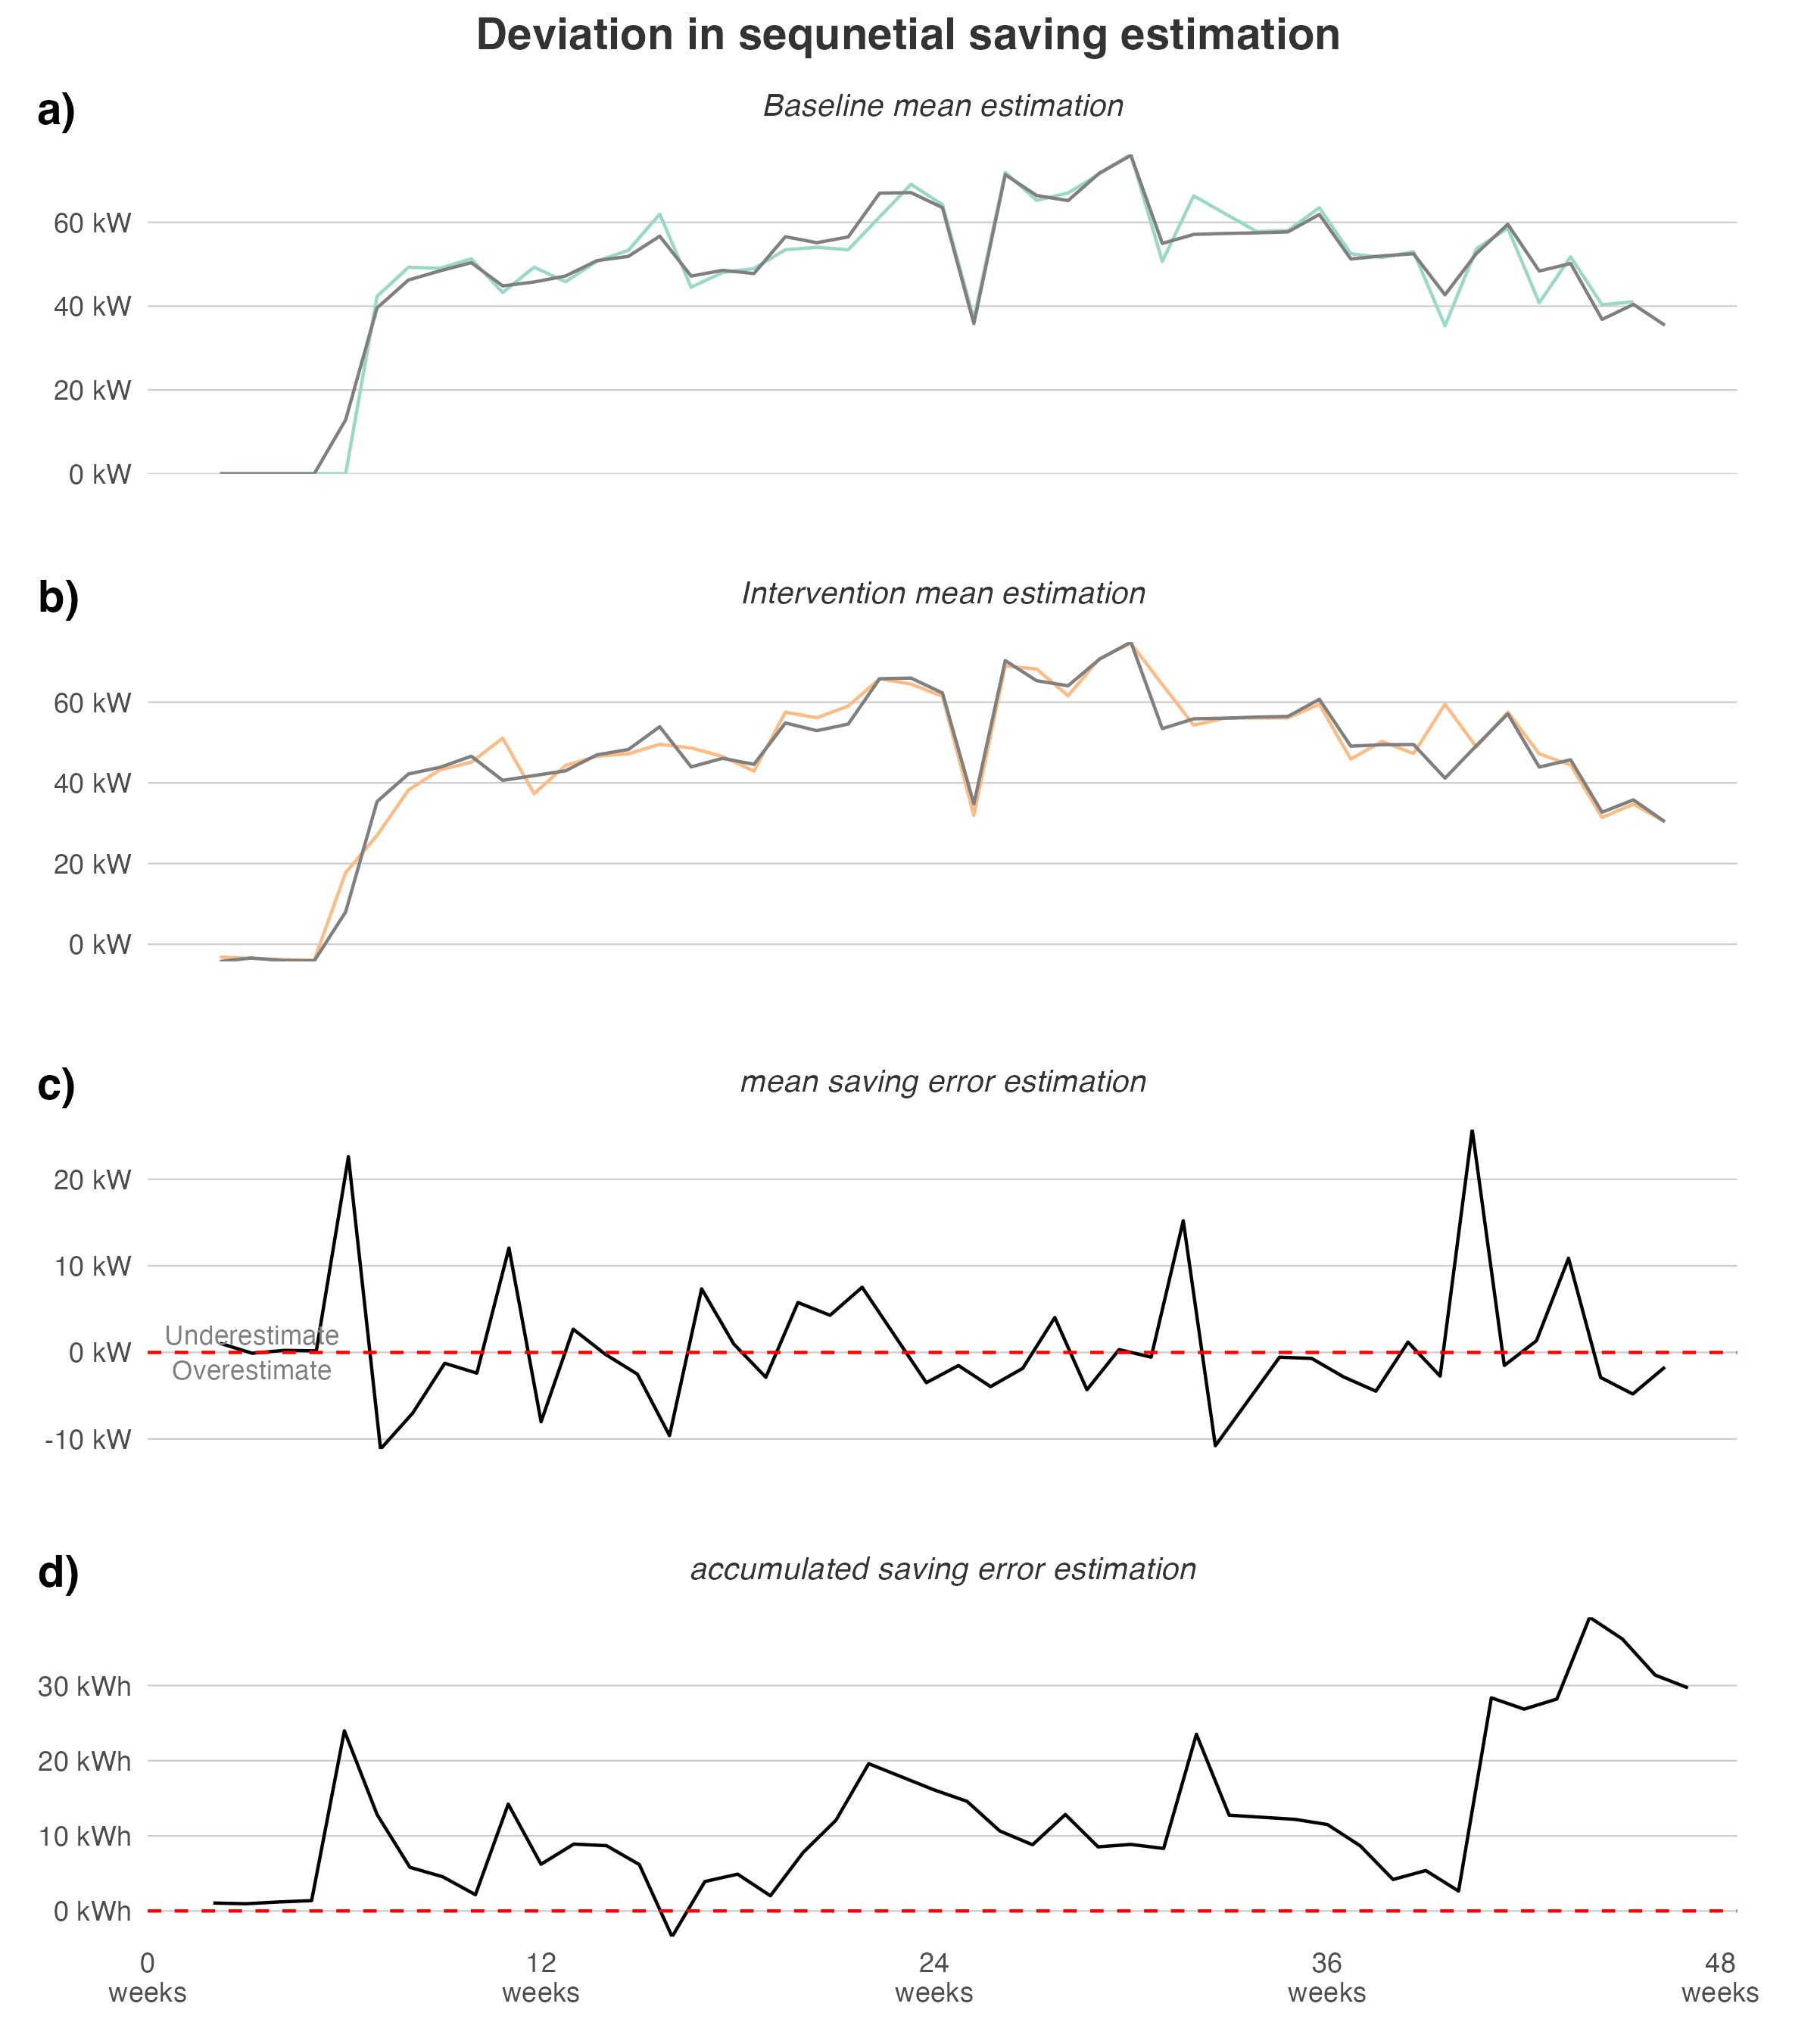 Deviation in sequnetial saving estimation
a)
Baseline mean estimation
60 kW
40 kW
20 kW
0 kW
b)
Intervention mean estimation
60 kW
40 kW
20 kW
0 kW
c)
mean saving error estimation
20 kW
10 kW
Underestimate
0 kW
Overestimate
-10 kW
d)
accumulated saving error estimation
30 kWh
20 kWh
10 kWh
0 kWh
0 12 24 36 48
weeks weeks weeks weeks weeks